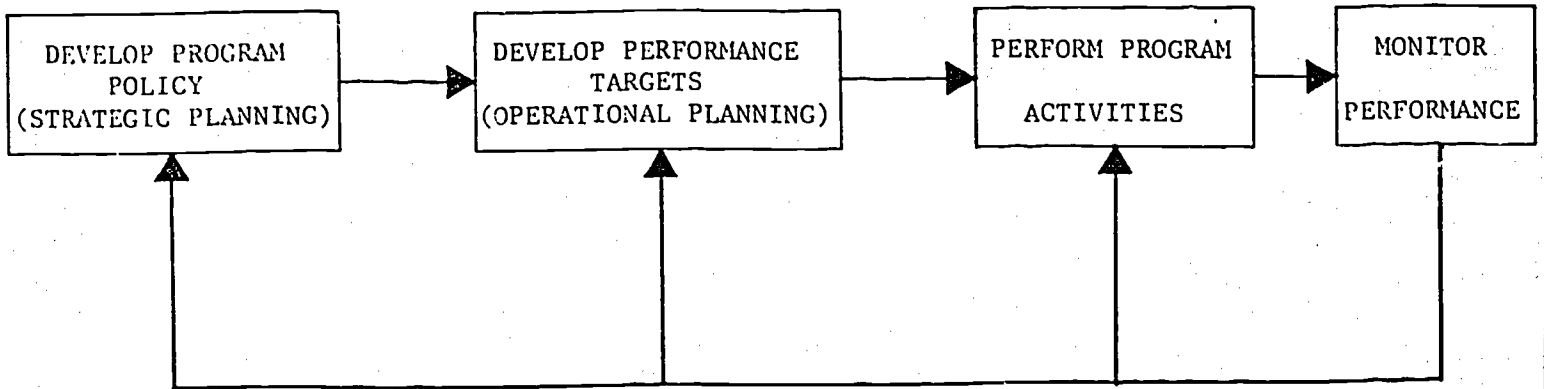 DEVELOP PROGRAM
POLICY
(STRATEGIC PLANNING)
DEVELOP PERFORMANCE
TARGETS
(OPERATIONAL PLANNING)
PERFORM PROGRAM
ACTIVITIES
MONITOR
PERFORMANCE